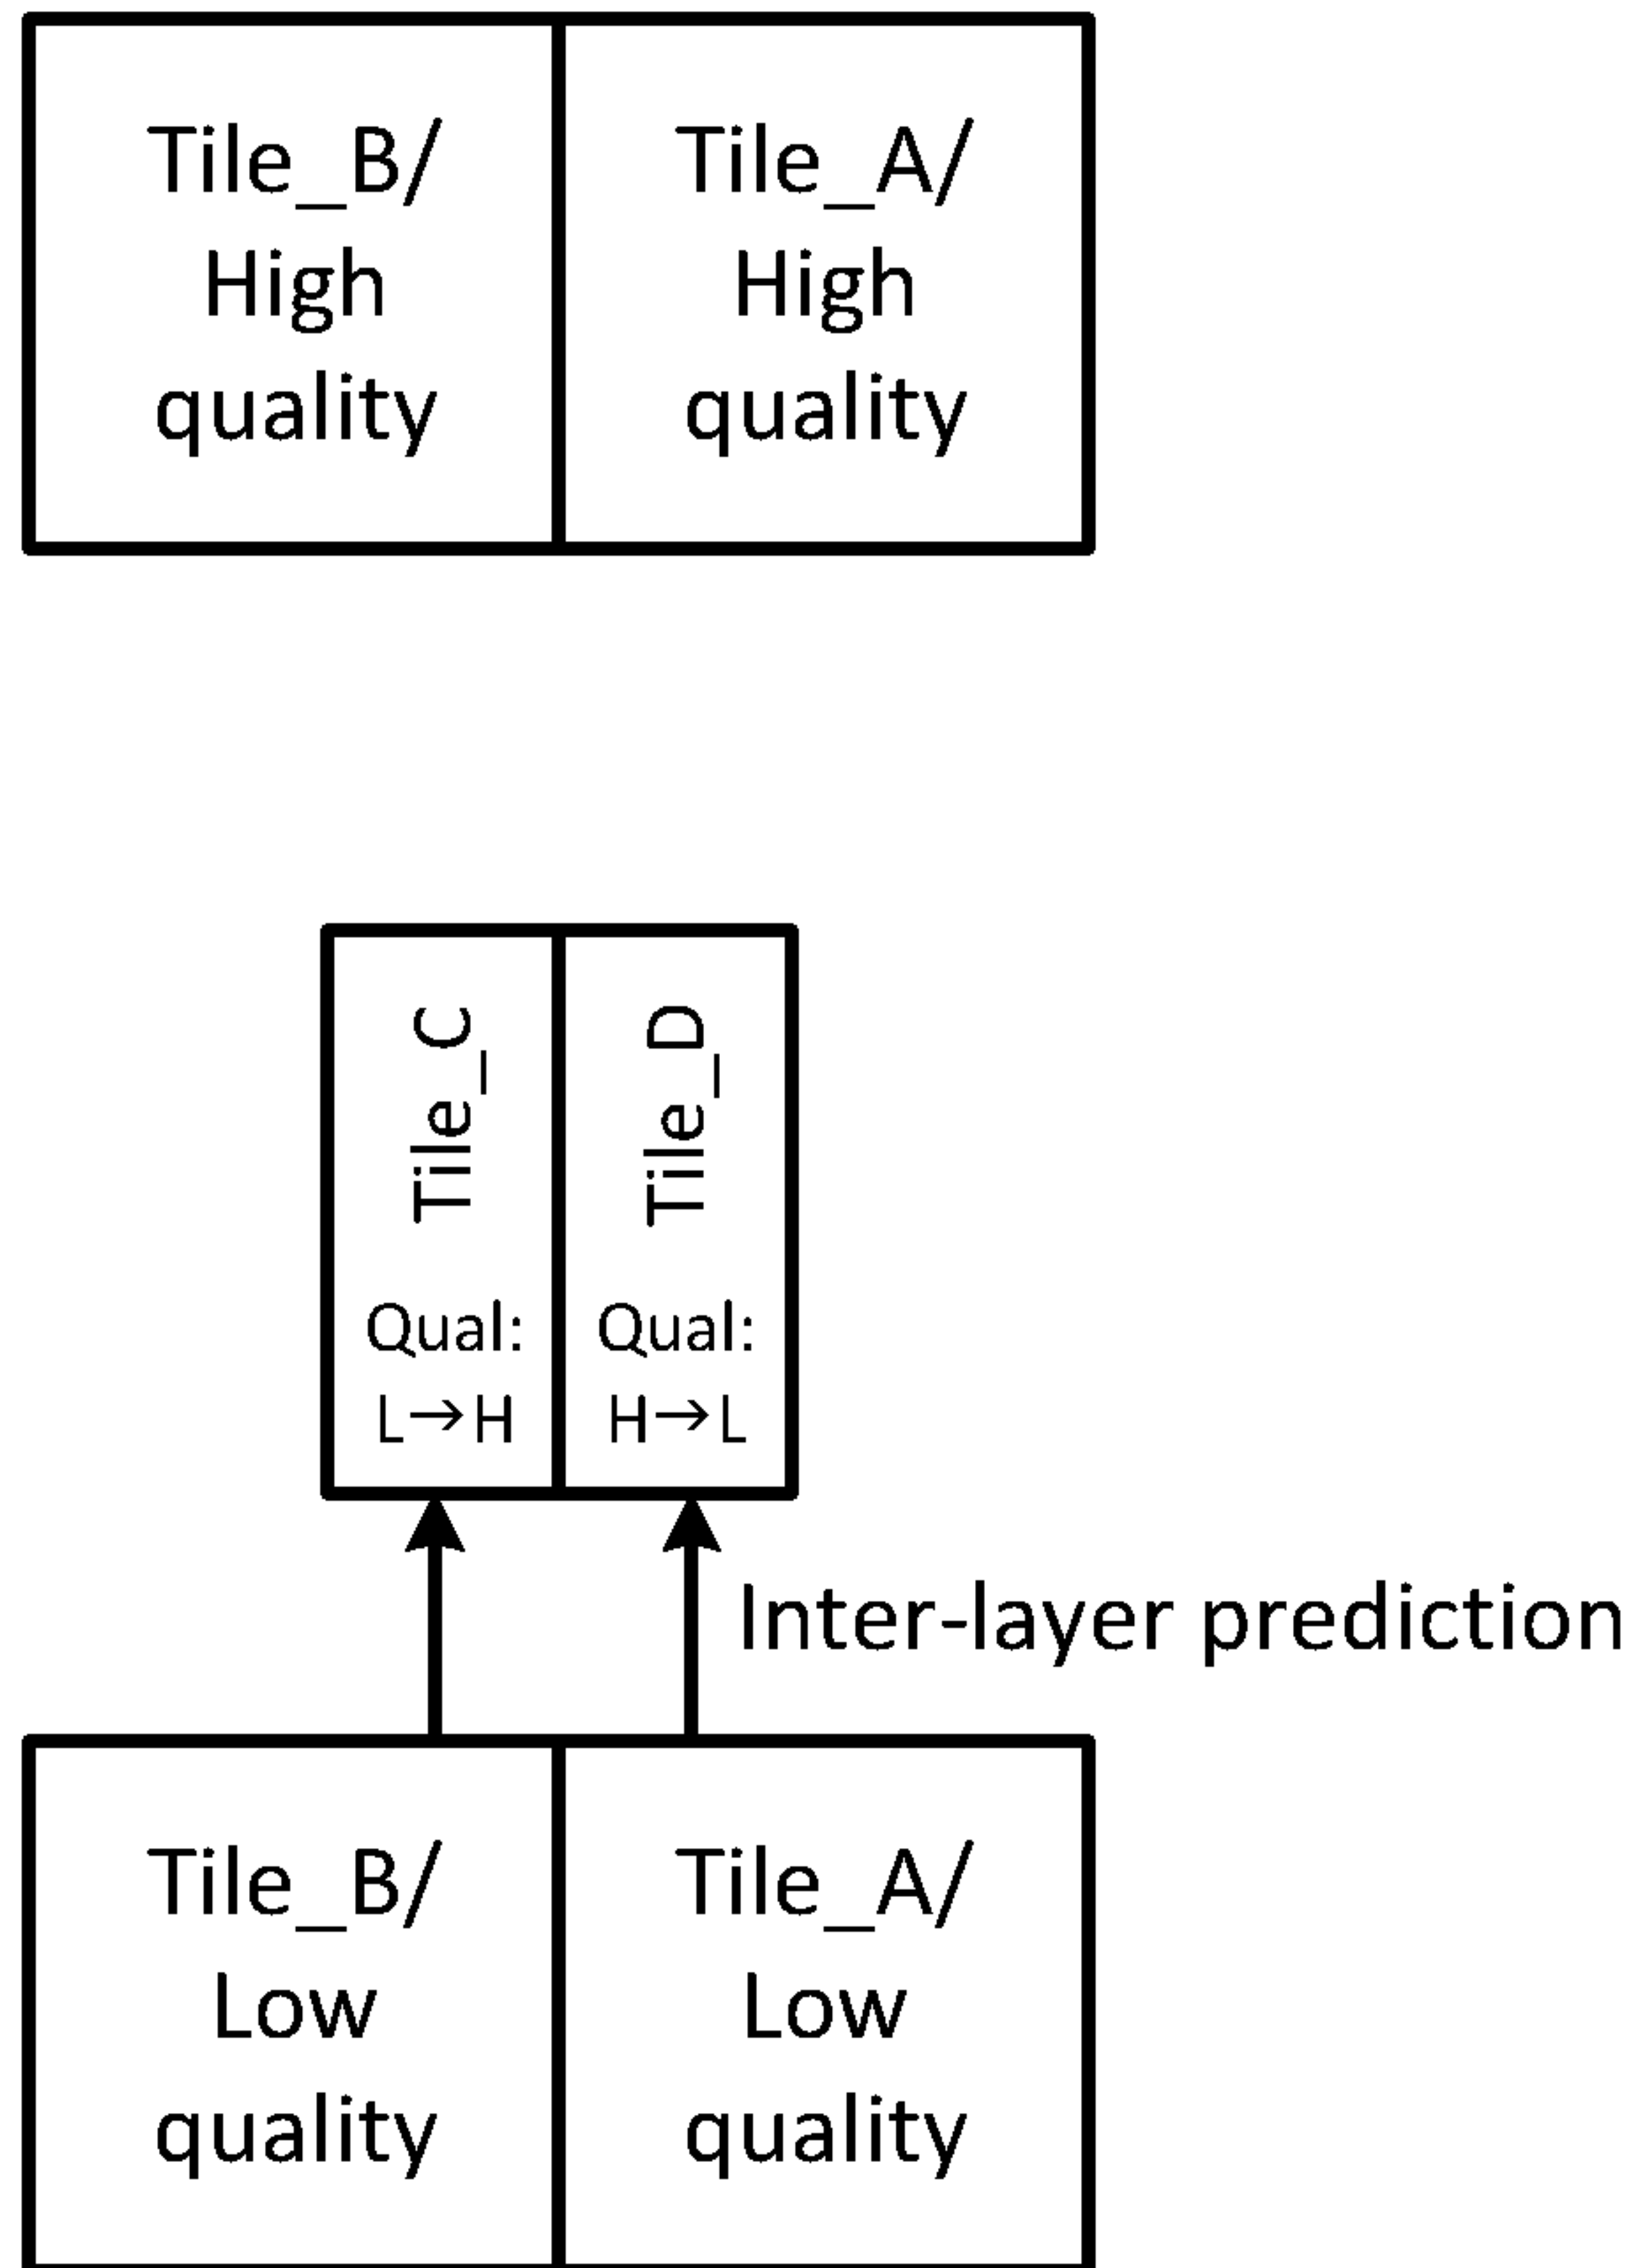 Tile_B/
High
quality
Tile_A/
High
quality
Tile_C
Qual:
L→H
Tile_D
Qual:
H→L
Inter-layer prediction
Tile_B/
Low
quality
Tile_A/
Low
quality